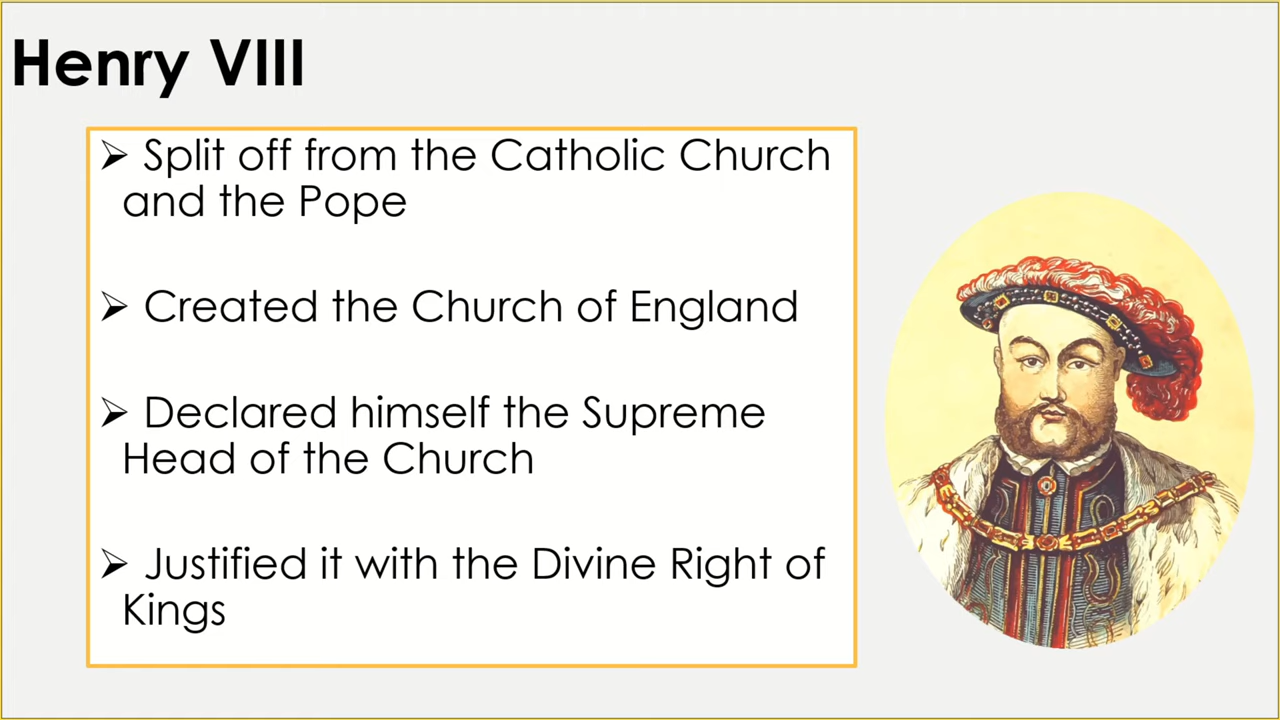 Henry VIII
➢ Split off from the Catholic Church
and the Pope
➢ Created the Church of England
➢ Declared himself the Supreme
Head of the Church
➢ Justified it with the Divine Right of
Kings